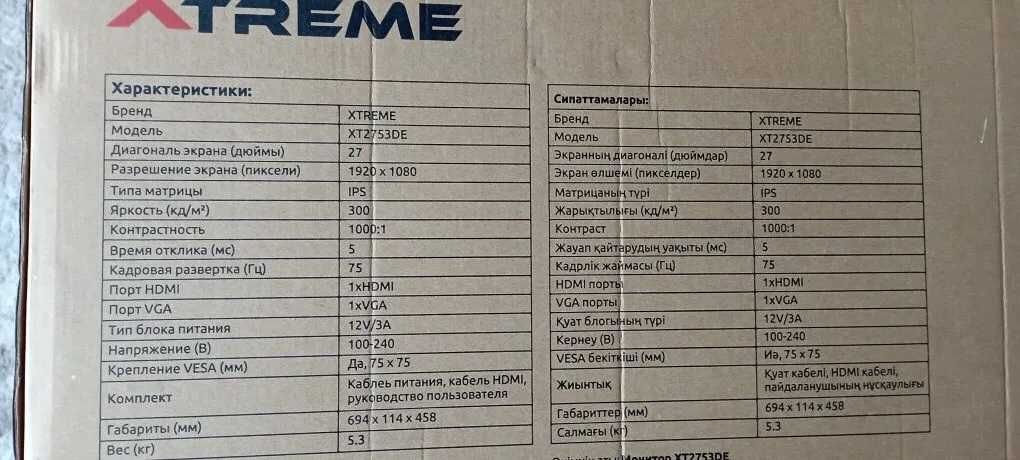 XTREME
Характеристики:
Бренд XTREME
Модель XT2753DE
Диагональ экрана (дюймы) 27
Разрешение экрана (пиксели) 1920 x 1080
Типа матрицы IPS
Яркость (кд/м²) 300
Контрастность 1000:1
Время отклика (мс) 5
Кадровая развертка (Гц) 75
Порт HDMI 1xHDMI
Порт VGA 1xVGA
Тип блока питания 12V/3A
Напряжение (В) 100-240
Крепление VESA (мм) Да, 75 x 75
Комплект Каблеь питания, кабель HDMI,
руководство пользователя
Габариты (мм) 694 x 114 x 458
Вес (кг) 5.3
Сипаттамалары:
Бренд XTREME
Модель XT2753DE
Экранның диагоналі (дюймдар) 27
Экран өлшемі (пикселдер) 1920 x 1080
Матрицаның түрі IPS
Жарықтылығы (кд/м²) 300
Контраст 1000:1
Жауап қайтарудың уақыты (мс) 5
Кадрлік жаймасы (Гц) 75
HDMI порты 1xHDMI
VGA порты 1xVGA
Қуат блогының түрі 12V/3A
Кернеу (В) 100-240
VESA бекіткіші (мм) Иә, 75 x 75
Жиынтық Қуат кабелі, HDMI кабелі,
пайдаланушының нұсқаулығы
Габариттер (мм) 694 x 114 x 458
Салмағы (кг) 5.3
Монитор XT2753DE